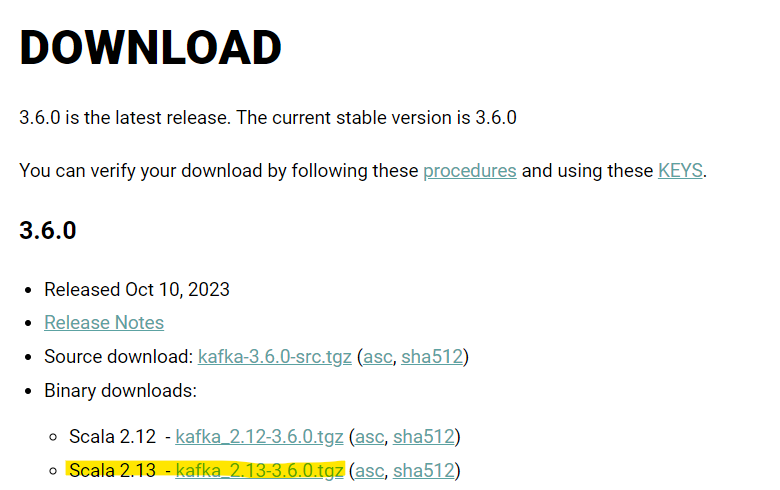 DOWNLOAD
3.6.0 is the latest release. The current stable version is 3.6.0
You can verify your download by following these procedures and using these KEYS.
3.6.0
Released Oct 10, 2023
Release Notes
Source download: kafka-3.6.0-src.tgz (asc, sha512)
Binary downloads:
Scala 2.12 - kafka_2.12-3.6.0.tgz (asc, sha512)
Scala 2.13 - kafka_2.13-3.6.0.tgz (asc, sha512)